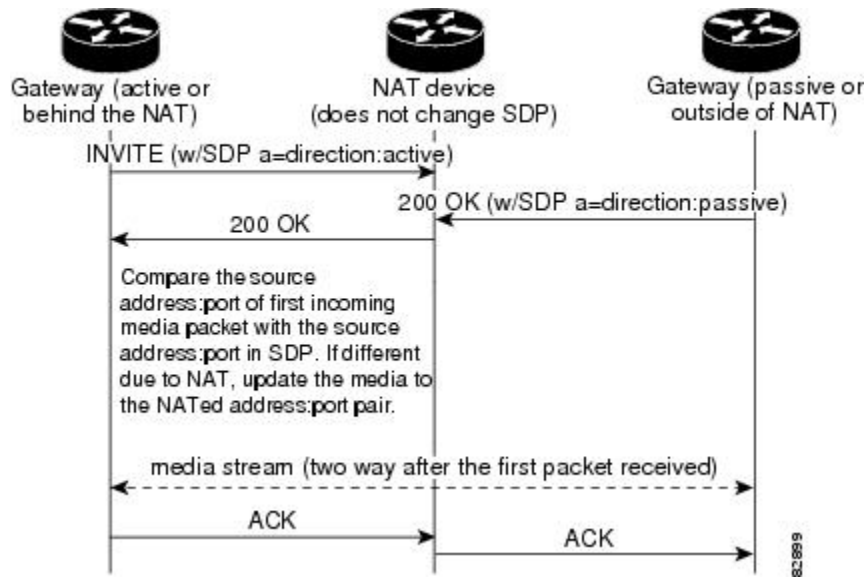 Gateway (active or
behind the NAT)
NAT device
(does not change SDP)
Gateway (passive or
outside of NAT)
INVITE (w/SDP a=direction:active)
200 OK (w/SDP a=direction:passive)
200 OK
Compare the source
address:port of first incoming
media packet with the source
address:port in SDP. If different
due to NAT, update the media to
the NATed address:port pair.
media stream (two way after the first packet received)
ACK
ACK
82899